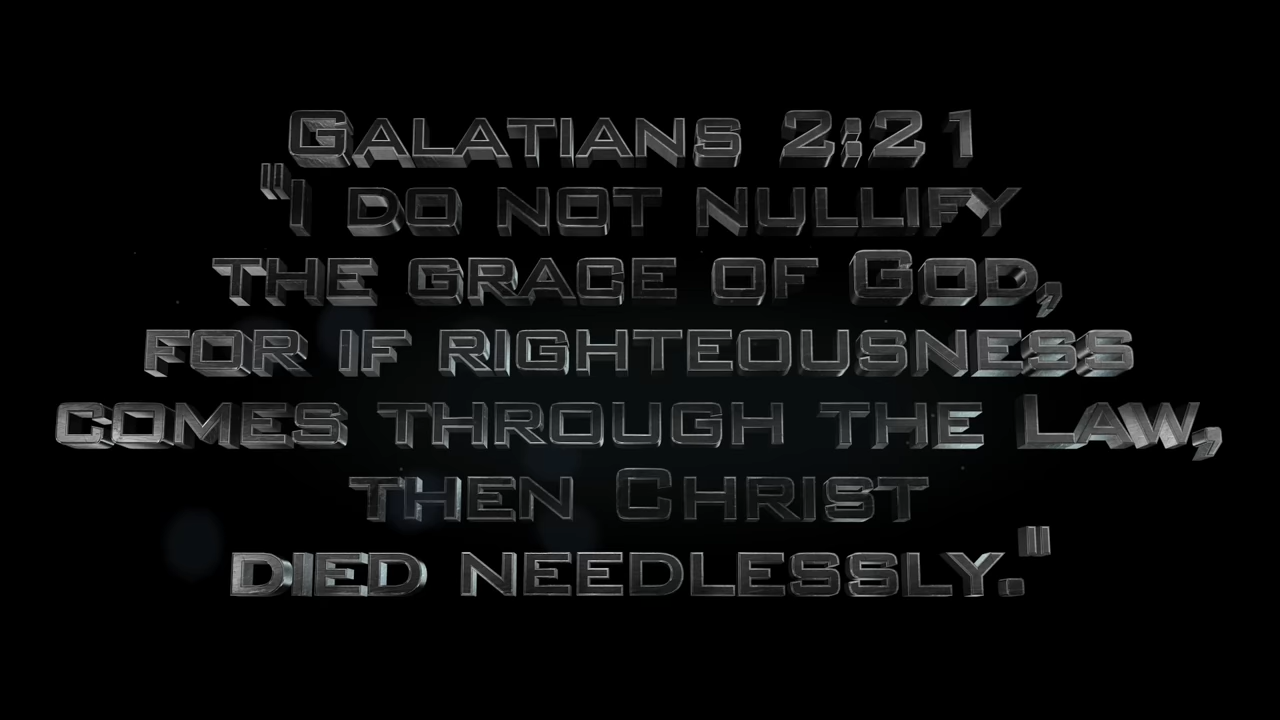 Galatians 2:21
"I do not nullify
the grace of God,
for if righteousness
comes through the Law,
then Christ
died needlessly."